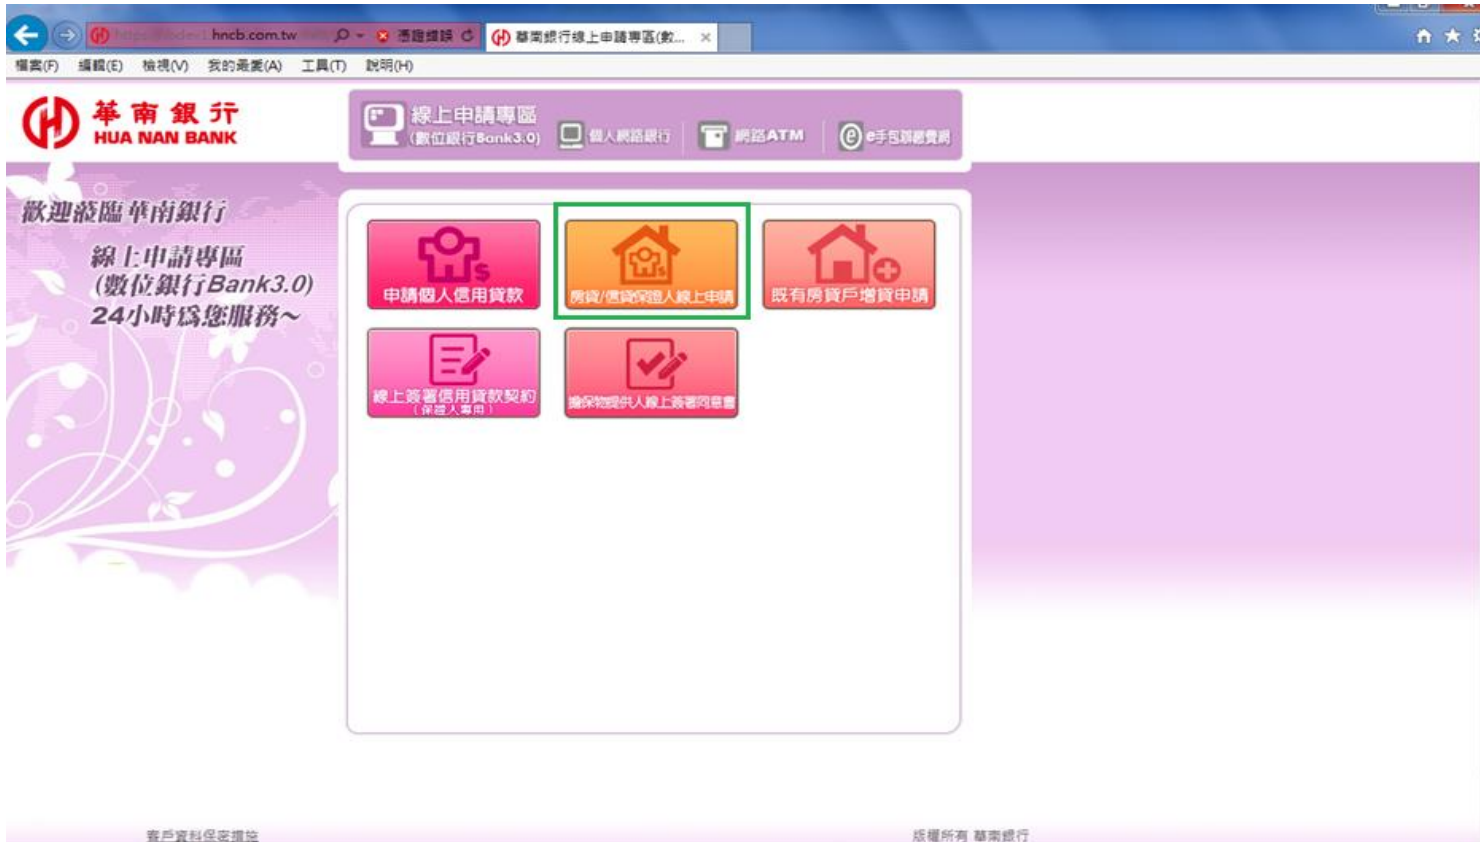 hncb.com.tw
憑證錯誤
華南銀行線上申請專區(數...
檔案(F) 編輯(E) 檢視(V) 我的最愛(A) 工具(T) 說明(H)
華南銀行
HUA NAN BANK
線上申請專區
(數位銀行Bank3.0)
個人網路銀行
網路ATM
e手包辦繳費網
歡迎蒞臨華南銀行
線上申請專區
(數位銀行Bank3.0)
24小時為您服務～
申請個人信用貸款
房貸/信貸保證人線上申請
既有房貸戶增貸申請
線上簽署信用貸款契約
(保證人專用)
擔保物提供人線上簽署同意書
客戶資料保密措施
版權所有 華南銀行